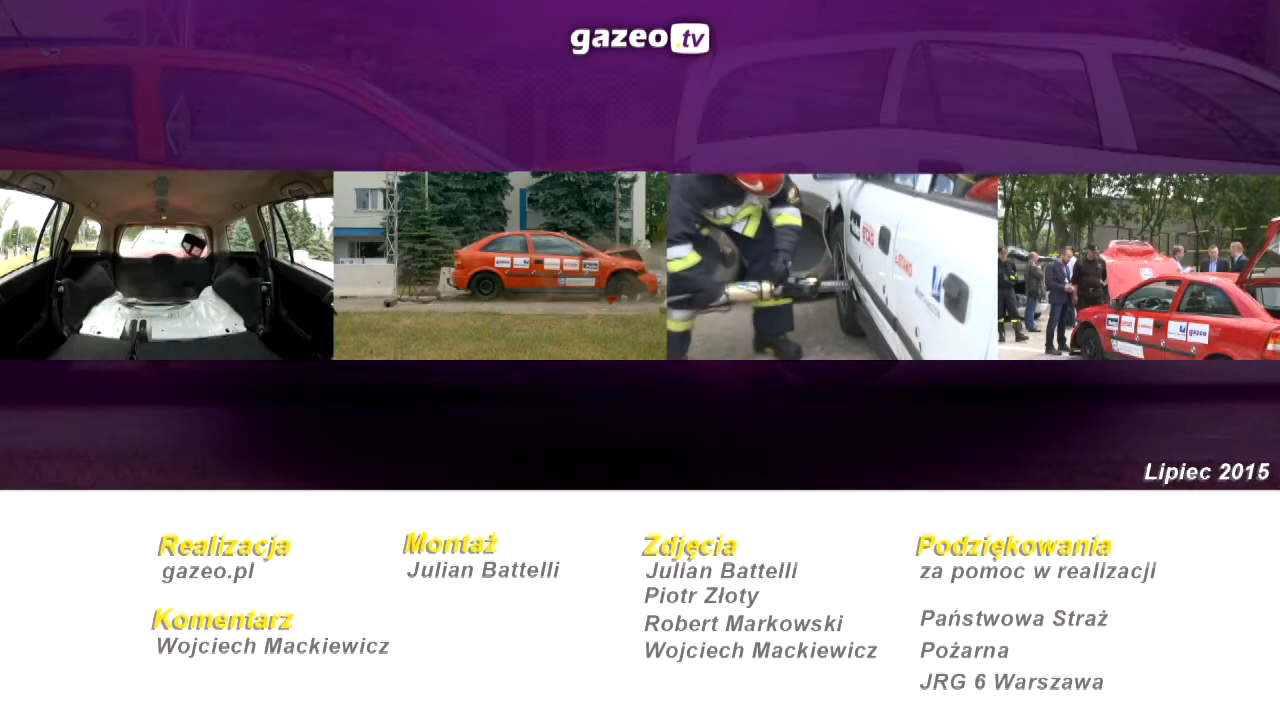 gazeo.tv
gazeo
Lipiec 2015
Realizacja
gazeo.pl
Komentarz
Wojciech Mackiewicz
Montaż
Julian Battelli
Zdjęcia
Julian Battelli
Piotr Złoty
Robert Markowski
Wojciech Mackiewicz
Podziękowania
za pomoc w realizacji
Państwowa Straż
Pożarna
JRG 6 Warszawa